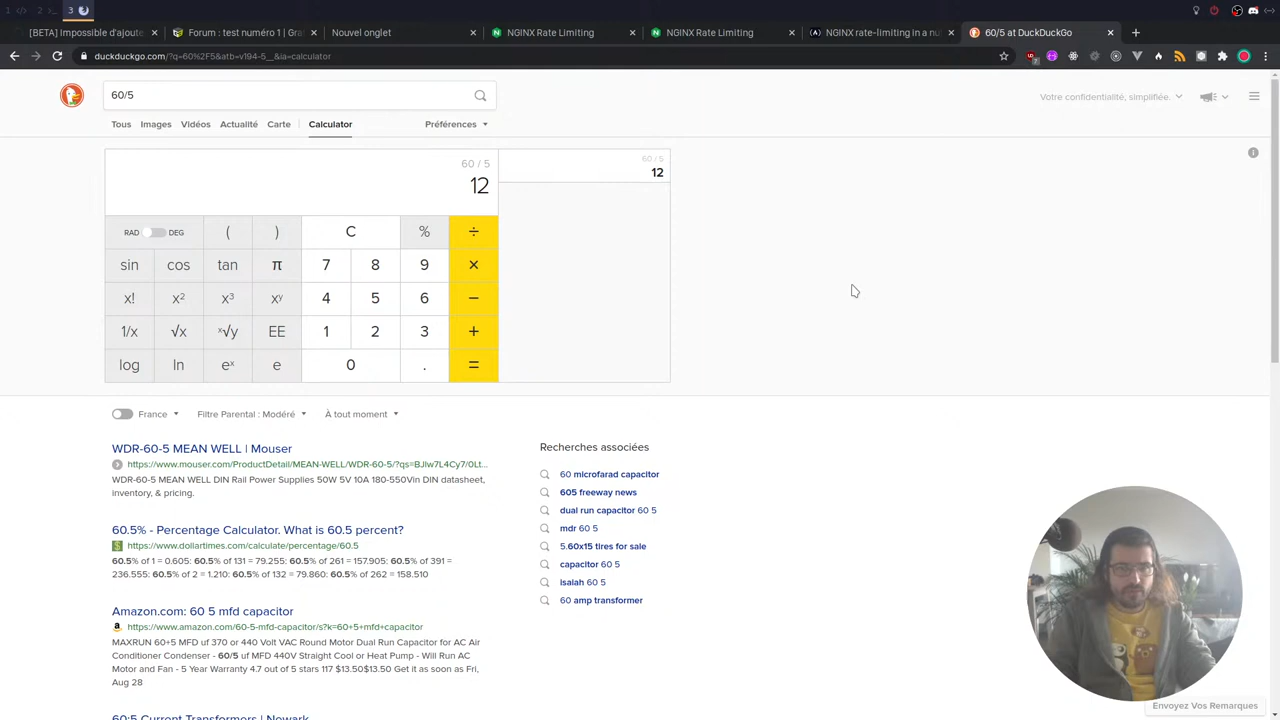 1 </>
2 >_
3
[BETA] Impossible d'ajoute
Forum : test numéro 1 | Gra
Nouvel onglet
NGINX Rate Limiting
NGINX Rate Limiting
NGINX rate-limiting in a nu
60/5 at DuckDuckGo
duckduckgo.com/?q=60%2F5&atb=v194-5__&ia=calculator
60/5
Votre confidentialité, simplifiée.
Tous
Images
Vidéos
Actualité
Carte
Calculator
Préférences
60 / 5
12
60 / 5
12
RAD DEG ( ) C % ÷
sin cos tan π 7 8 9 ×
x! x² x³ xʸ 4 5 6 −
1/x √x ˣ√y EE 1 2 3 +
log ln eˣ e 0 . =
France
Filtre Parental : Modéré
À tout moment
WDR-60-5 MEAN WELL | Mouser
https://www.mouser.com/ProductDetail/MEAN-WELL/WDR-60-5/?qs=BJlw7L4Cy7/0Lt...
WDR-60-5 MEAN WELL DIN Rail Power Supplies 50W 5V 10A 180-550Vin DIN datasheet,
inventory, & pricing.
60.5% - Percentage Calculator. What is 60.5 percent?
https://www.dollartimes.com/calculate/percentage/60.5
60.5% of 1 = 0.605: 60.5% of 131 = 79.255: 60.5% of 261 = 157.905: 60.5% of 391 =
236.555: 60.5% of 2 = 1.210: 60.5% of 132 = 79.860: 60.5% of 262 = 158.510
Amazon.com: 60 5 mfd capacitor
https://www.amazon.com/60-5-mfd-capacitor/s?k=60+5+mfd+capacitor
MAXRUN 60+5 MFD uf 370 or 440 Volt VAC Round Motor Dual Run Capacitor for AC Air
Conditioner Condenser - 60/5 uf MFD 440V Straight Cool or Heat Pump - Will Run AC
Motor and Fan - 5 Year Warranty 4.7 out of 5 stars 117 $13.50$13.50 Get it as soon as Fri,
Aug 28
60:5 Current Transformers | Newark
Recherches associées
60 microfarad capacitor
605 freeway news
dual run capacitor 60 5
mdr 60 5
5.60x15 tires for sale
capacitor 60 5
isaiah 60 5
60 amp transformer
Envoyez Vos Remarques